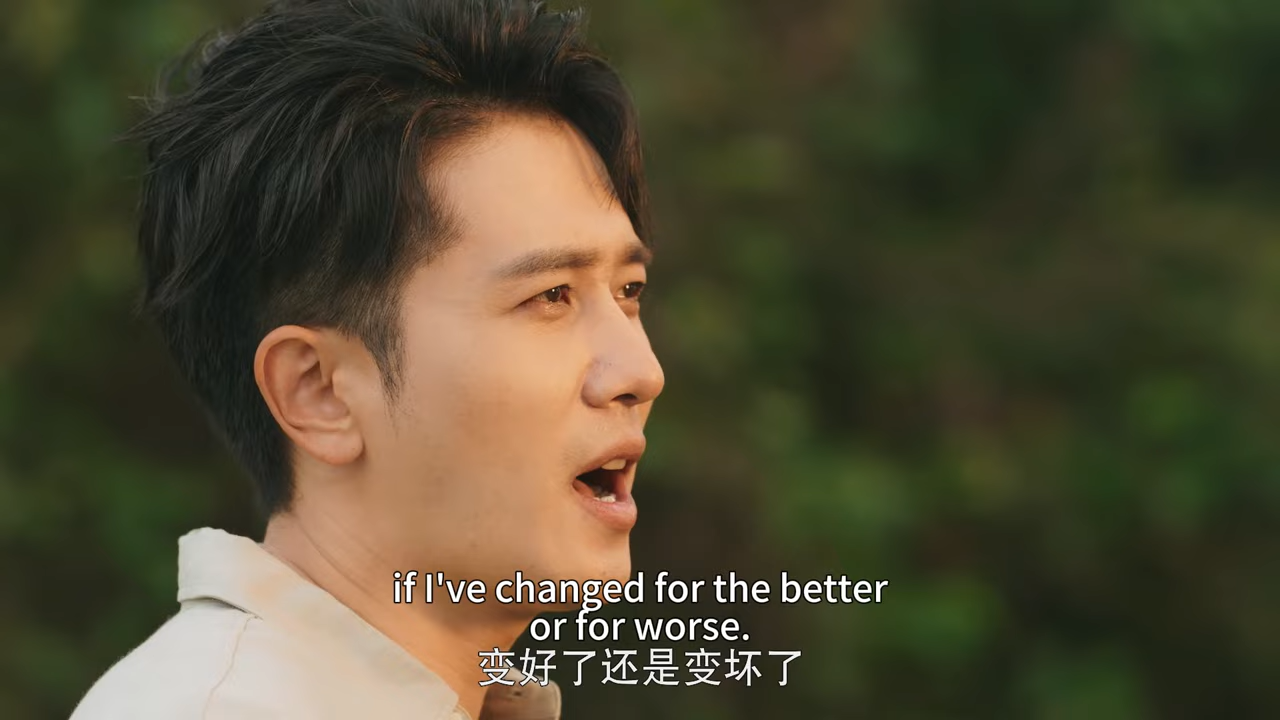 if I've changed for the better
or for worse.
变好了还是变坏了